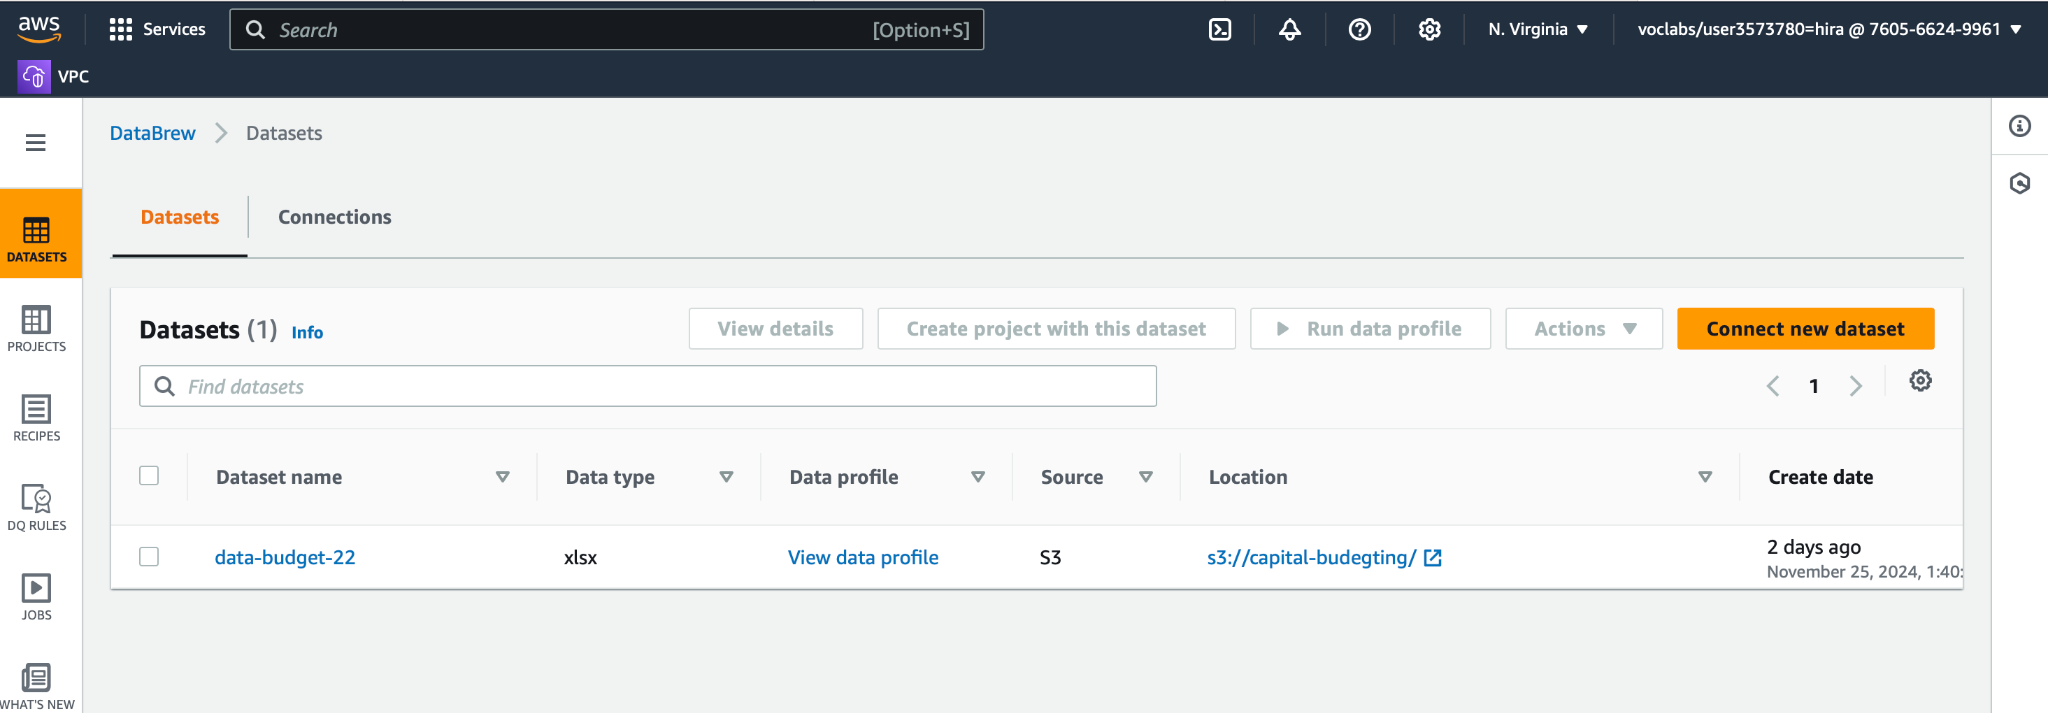 aws
Services
Search
[Option+S]
N. Virginia
voclabs/user3573780=hira @ 7605-6624-9961
VPC
DataBrew
Datasets
Datasets
Connections
DATASETS
PROJECTS
RECIPES
DQ RULES
JOBS
WHAT'S NEW
Datasets (1) Info
View details
Create project with this dataset
Run data profile
Actions
Connect new dataset
Find datasets
1
Dataset name
Data type
Data profile
Source
Location
Create date
data-budget-22
xlsx
View data profile
S3
s3://capital-budegting/
2 days ago
November 25, 2024, 1:40: